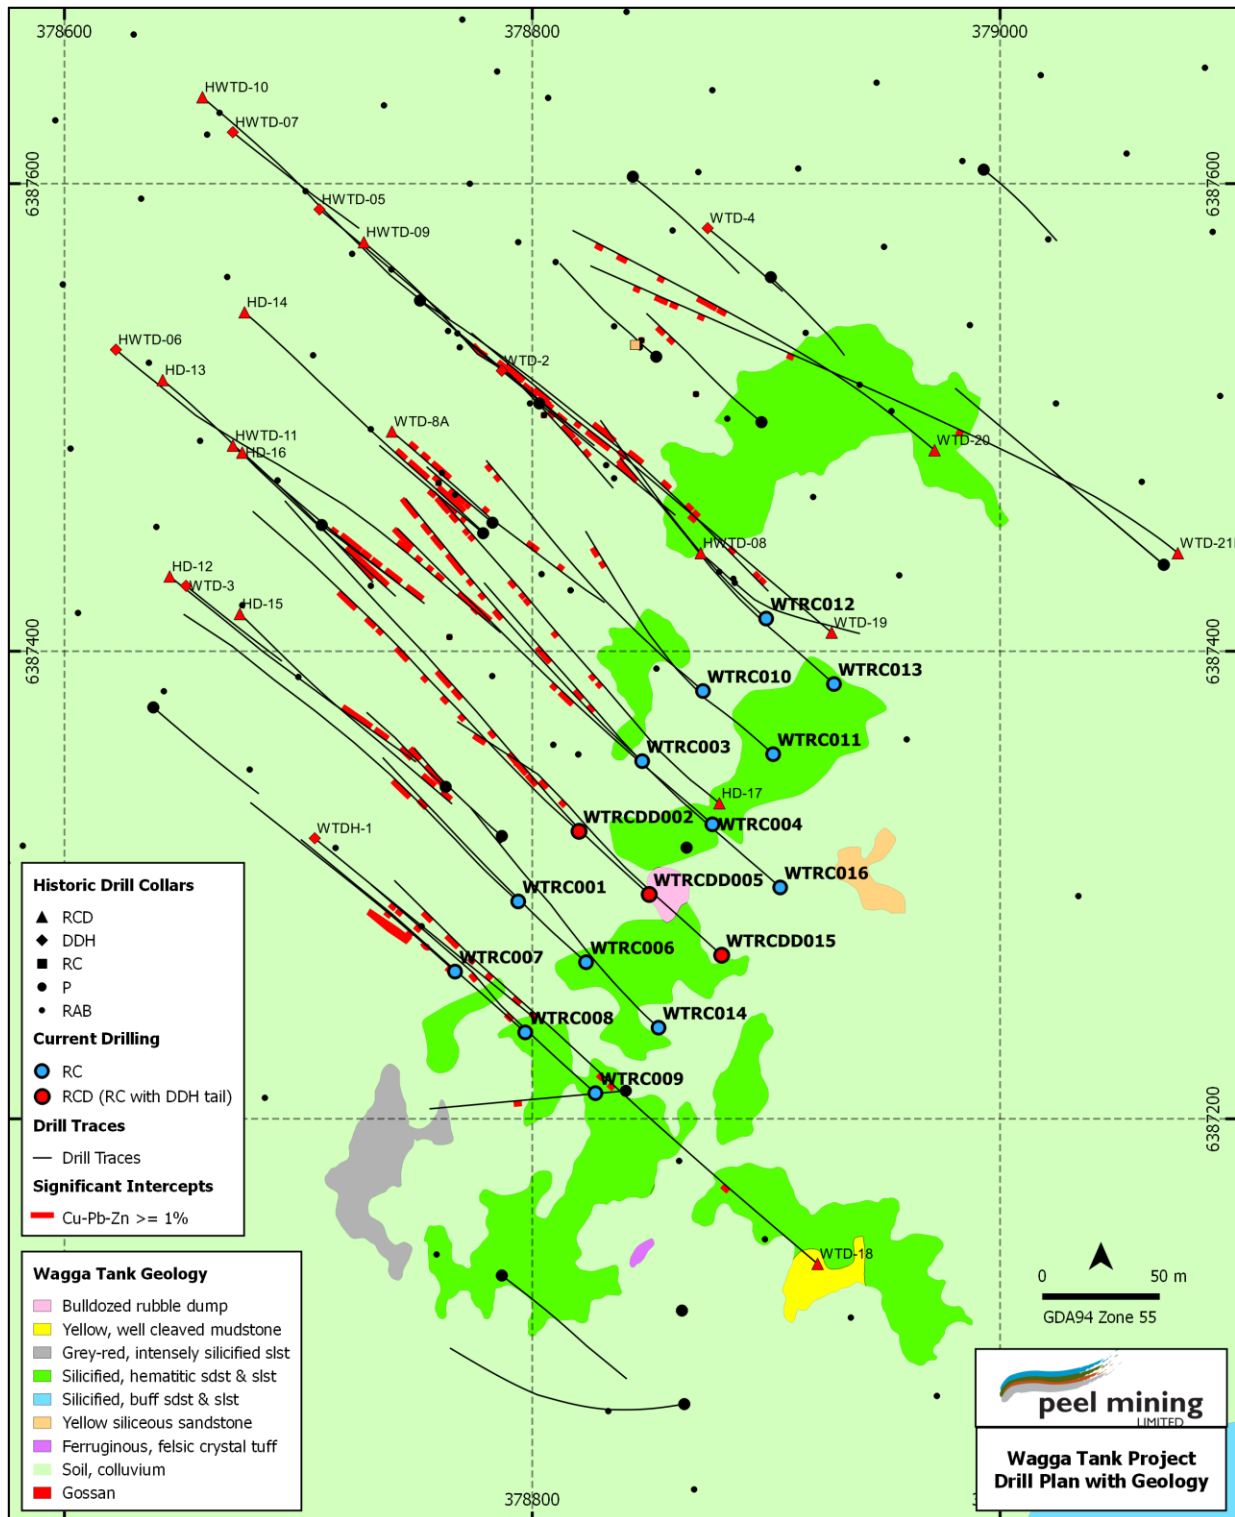 378600
378800
379000
HWTD-10
HWTD-07
6387600
6387600
HWTD-05
WTD-4
HWTD-09
HD-14
HWTD-06
WTD-2
HD-13
WTD-8A
HWTD-11
HD-16
WTD-20
HWTD-08
WTD-21
HD-12
WTD-3
HD-15
WTRC012
WTD-19
6387400
6387400
WTRC010
WTRC013
WTRC003
WTRC011
HD-17
WTRCDD002
WTRC004
WTDH-1
WTRCDD005
WTRC016
WTRC001
WTRCDD015
WTRC006
WTRC007
WTRC014
WTRC008
WTRC009
6387200
6387200
WTD-18
Historic Drill Collars
RCD
DDH
RC
P
RAB
Current Drilling
RC
RCD (RC with DDH tail)
Drill Traces
Drill Traces
Significant Intercepts
Cu-Pb-Zn >= 1%
Wagga Tank Geology
Bulldozed rubble dump
Yellow, well cleaved mudstone
Grey-red, intensely silicified slst
Silicified, hematitic sdst & slst
Silicified, buff sdst & slst
Yellow siliceous sandstone
Ferruginous, felsic crystal tuff
Soil, colluvium
Gossan
0 50 m
GDA94 Zone 55
peel mining
LIMITED
Wagga Tank Project
Drill Plan with Geology
378800